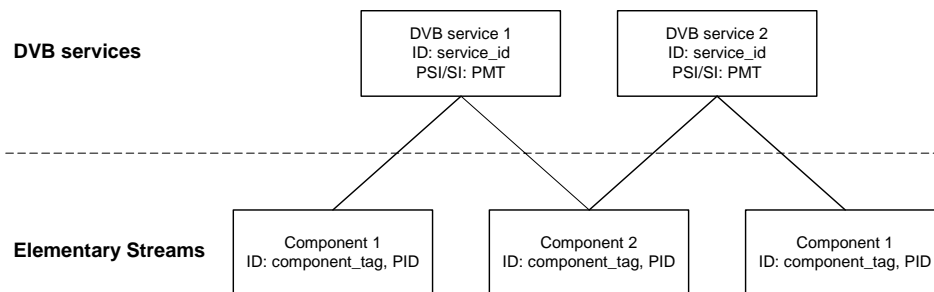 DVB services
DVB service 1
ID: service_id
PSI/SI: PMT
DVB service 2
ID: service_id
PSI/SI: PMT
Elementary Streams
Component 1
ID: component_tag, PID
Component 2
ID: component_tag, PID
Component 1
ID: component_tag, PID